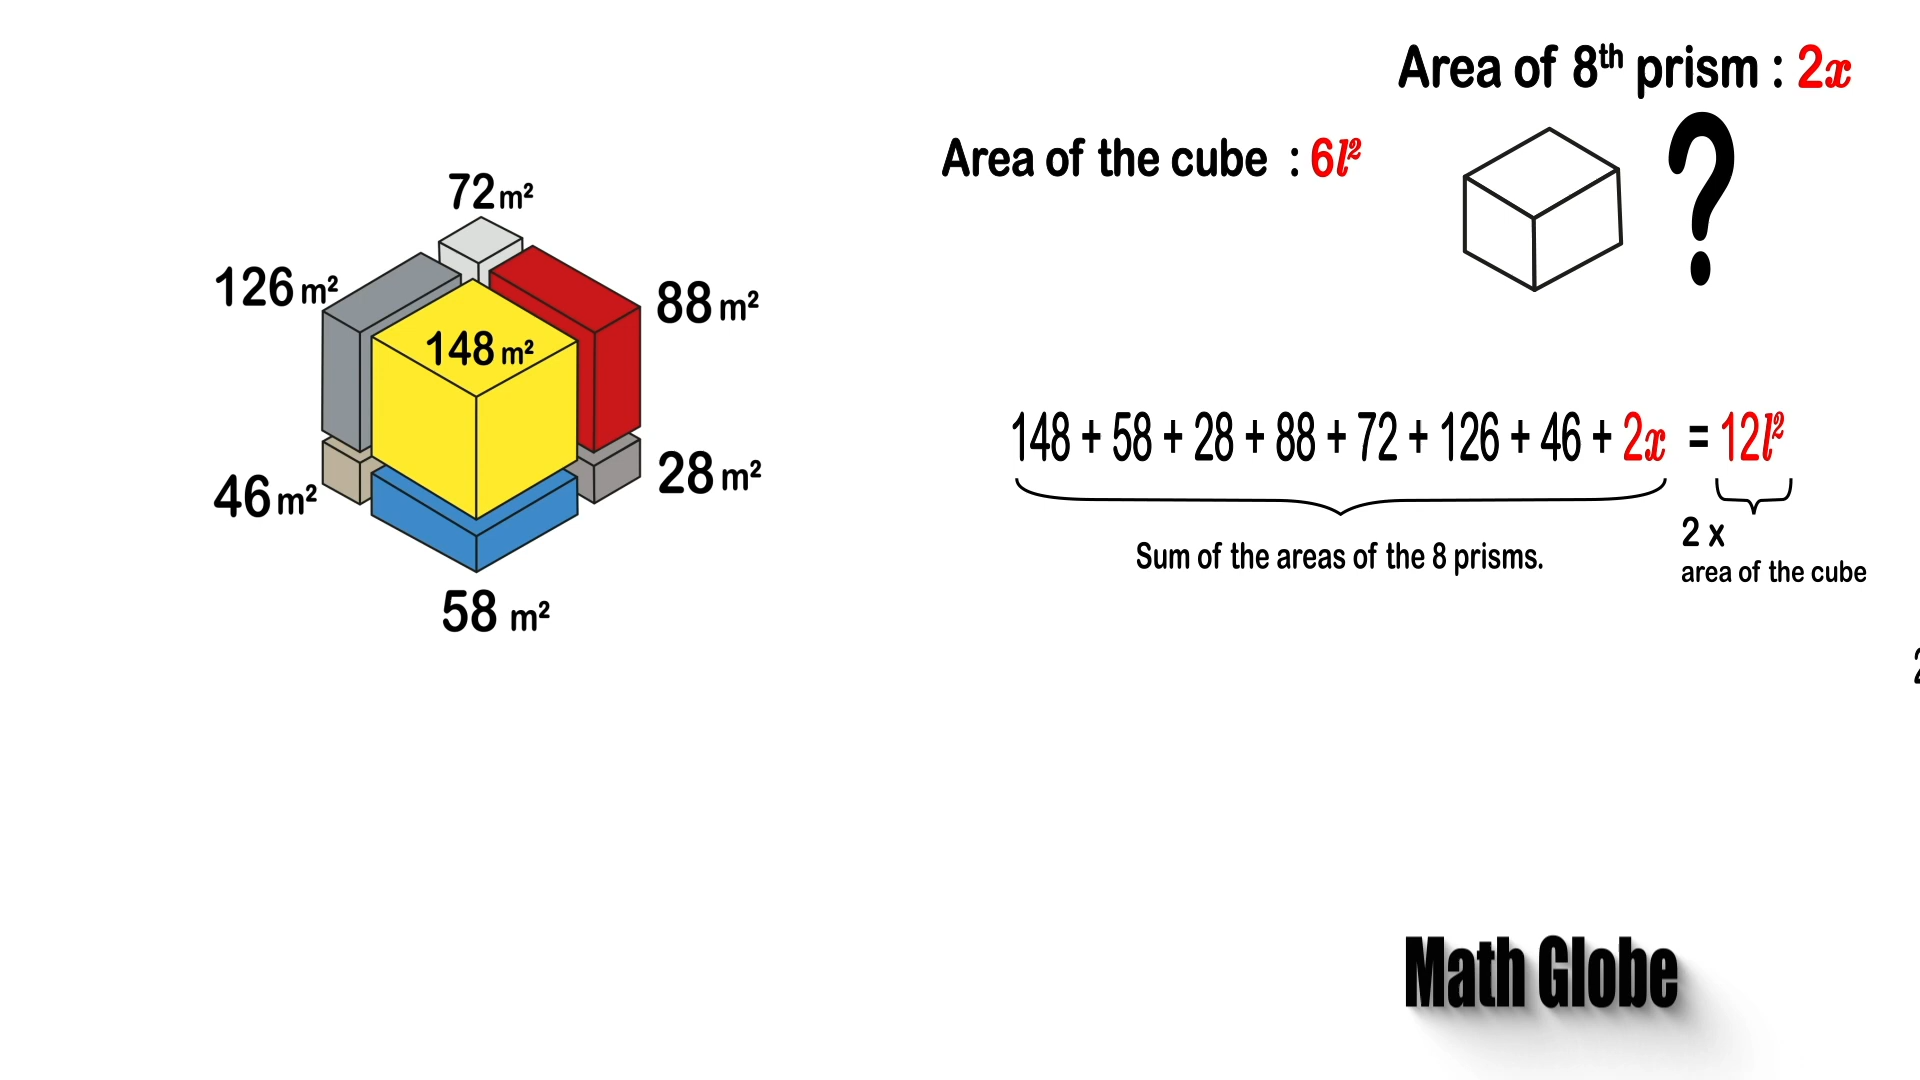 Area of 8th prism : 2x
Area of the cube : 6l²
72 m²
126 m²
88 m²
148 m²
148 + 58 + 28 + 88 + 72 + 126 + 46 + 2x = 12l²
46 m²
28 m²
2 x
Sum of the areas of the 8 prisms.
area of the cube
58 m²
Math Globe